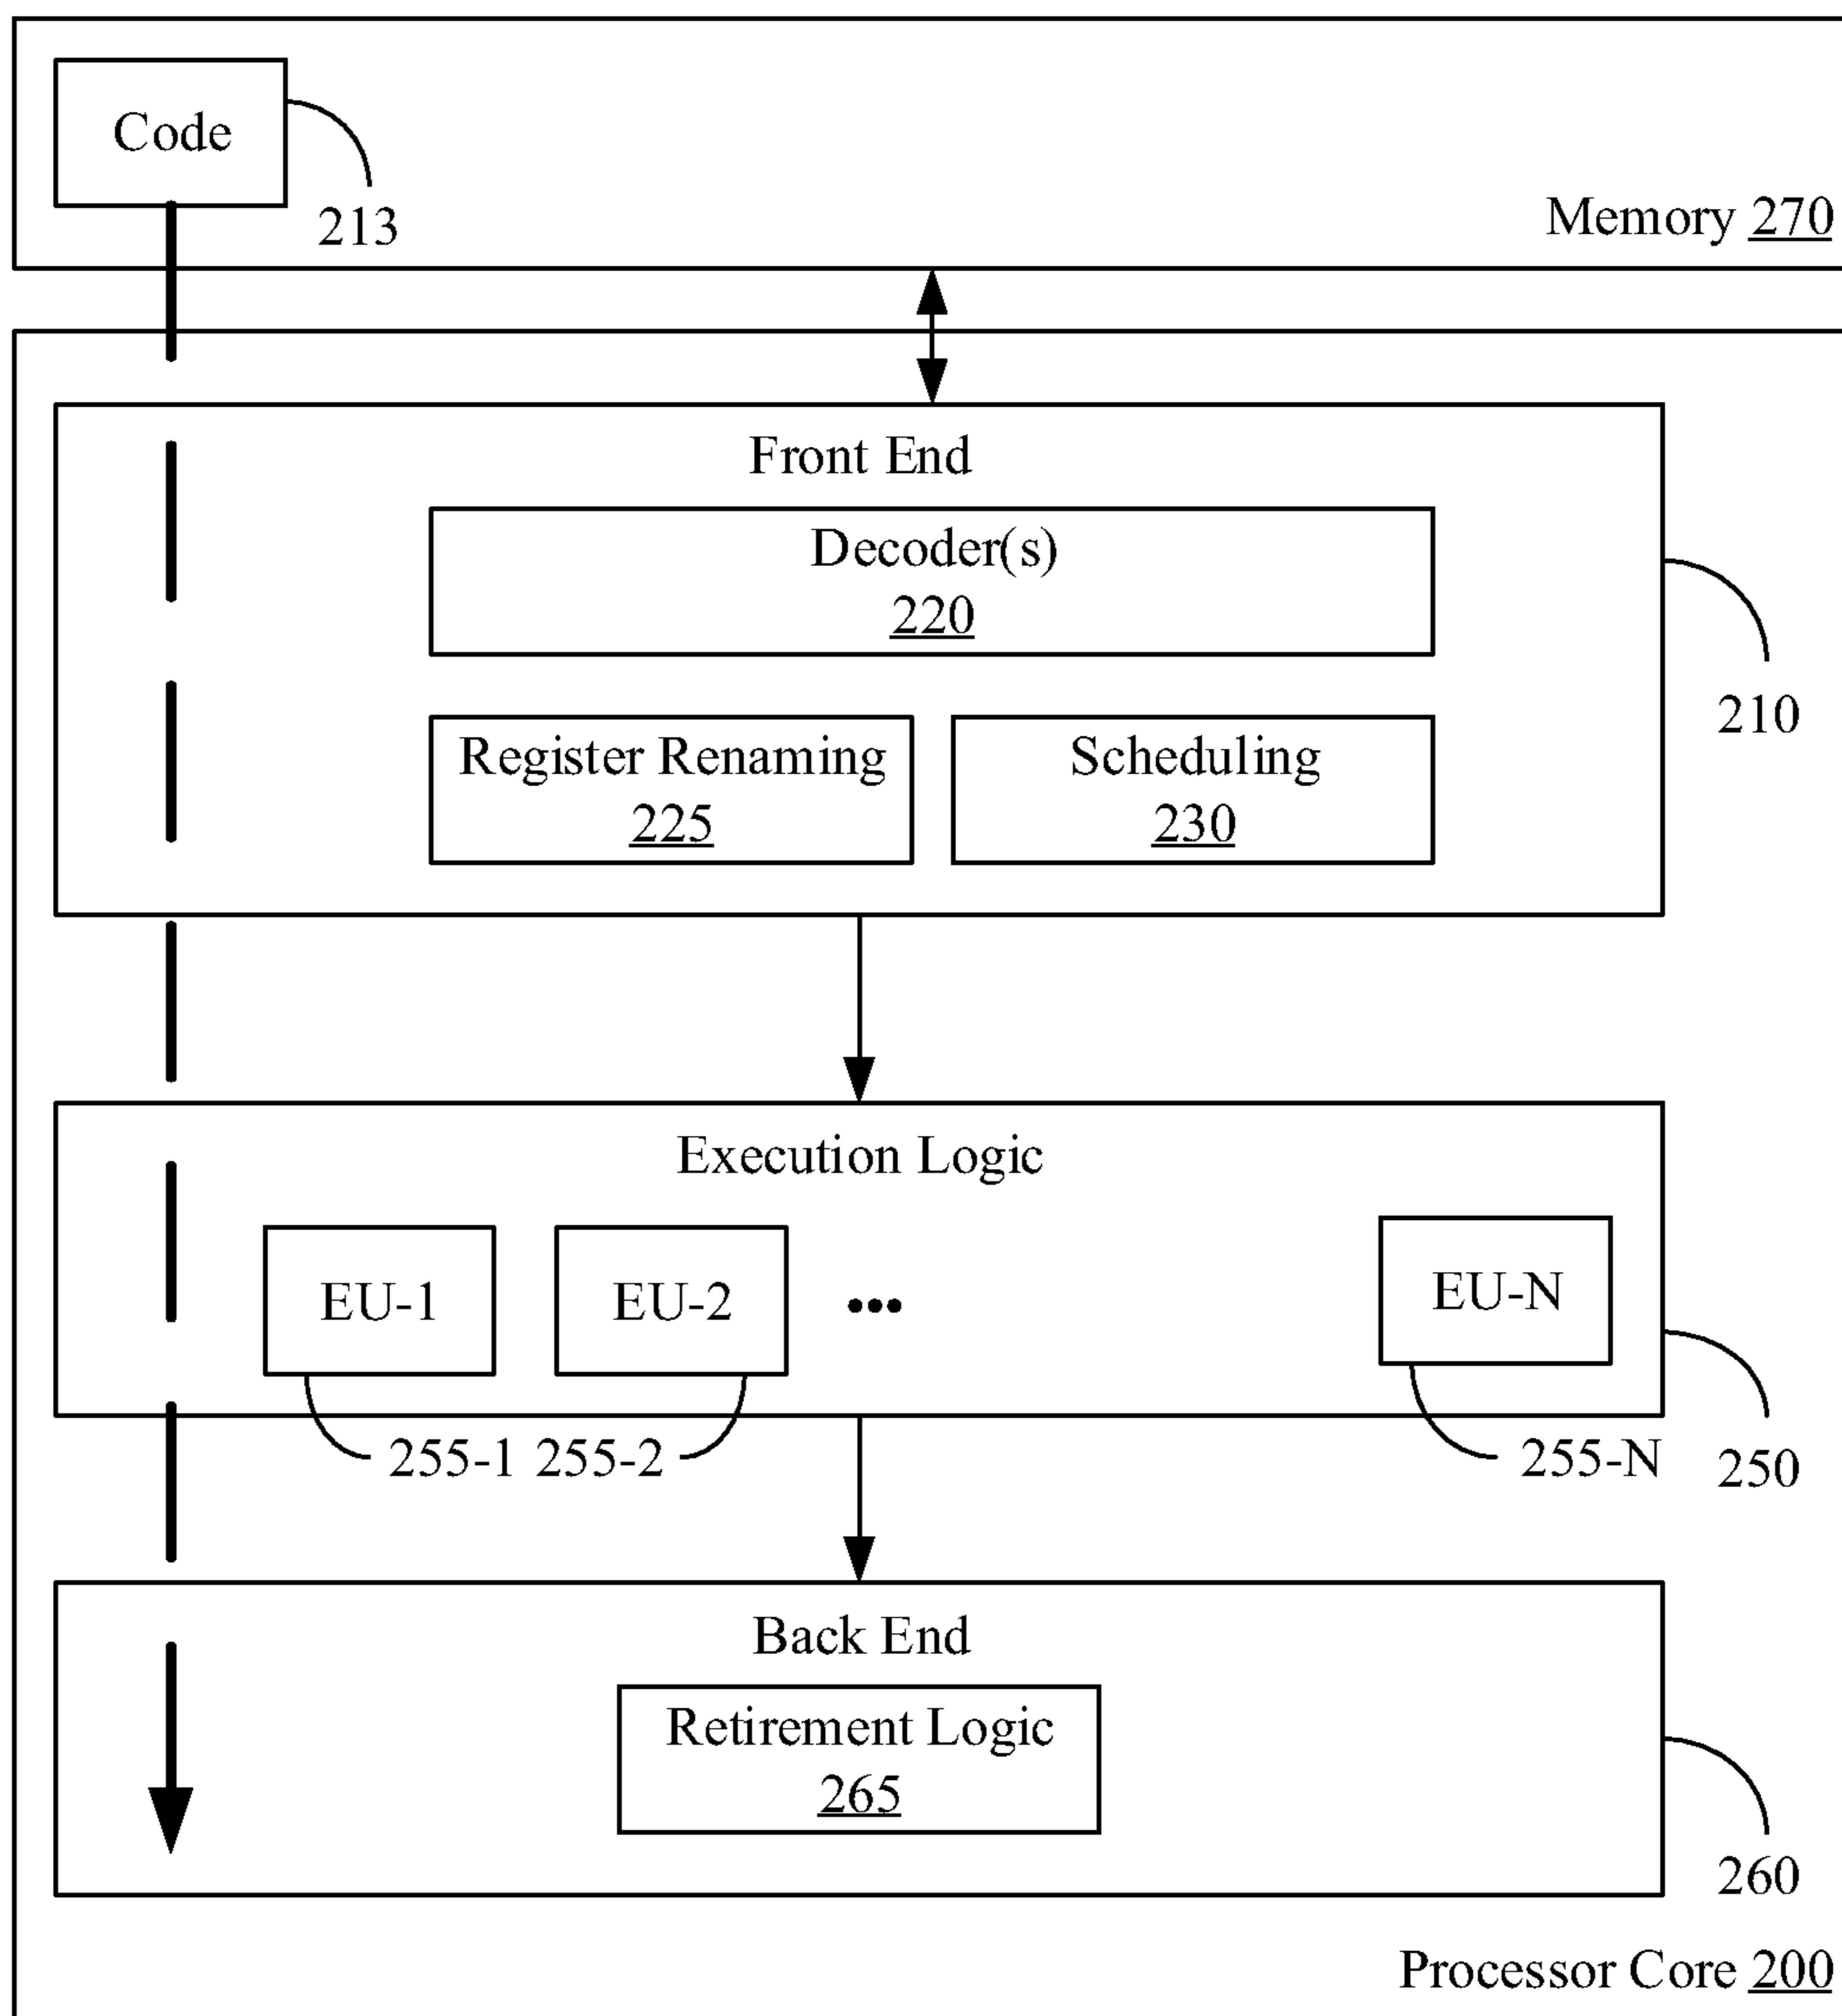 Code
213
Memory 270
Front End
Decoder(s)
220
210
Register Renaming
225
Scheduling
230
Execution Logic
EU-1
EU-2
•••
EU-N
255-1
255-2
255-N
250
Back End
Retirement Logic
265
260
Processor Core 200